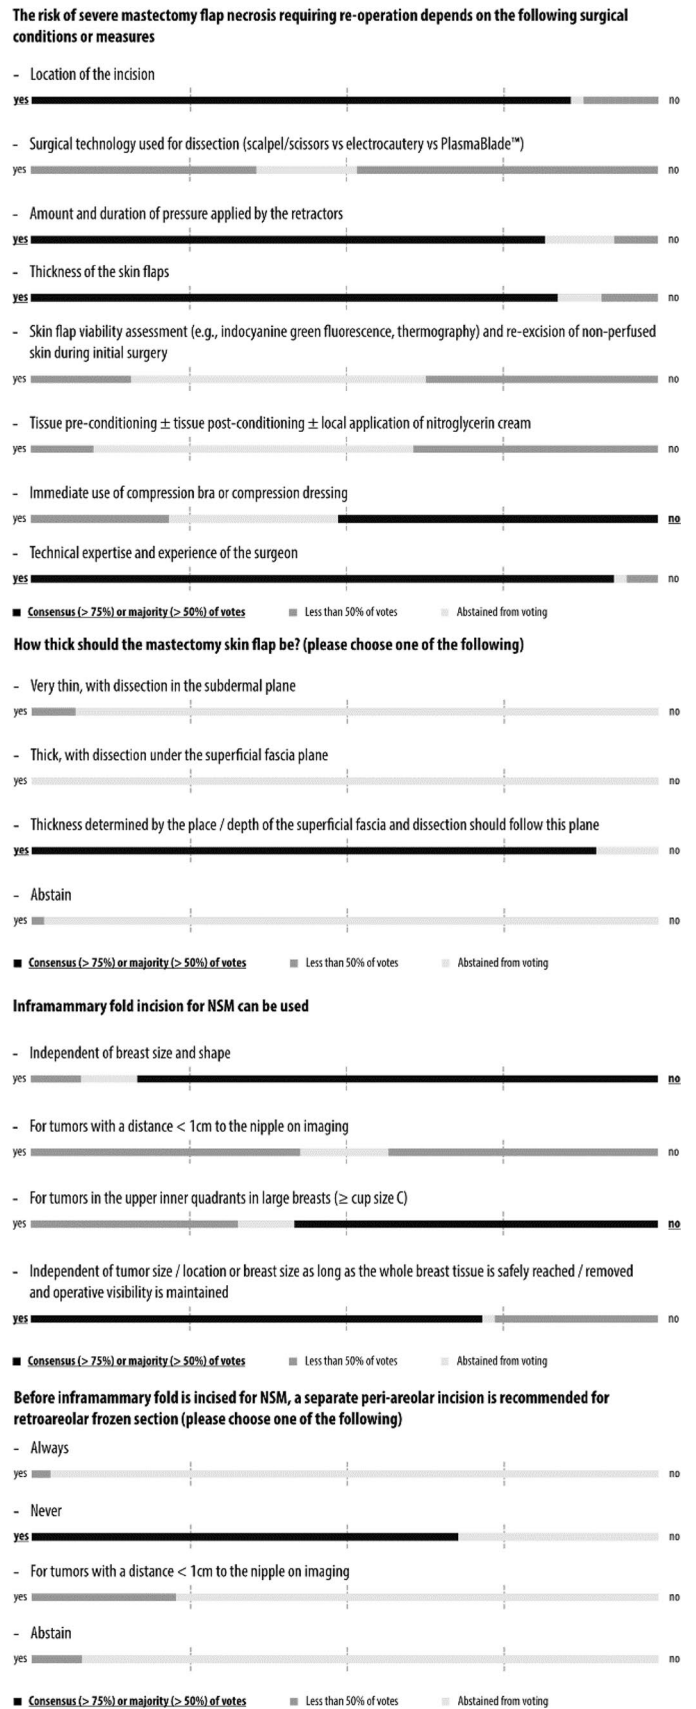 The risk of severe mastectomy flap necrosis requiring re-operation depends on the following surgical
conditions or measures
- Location of the incision
yes no
- Surgical technology used for dissection (scalpel/scissors vs electrocautery vs PlasmaBlade™)
yes no
- Amount and duration of pressure applied by the retractors
yes no
- Thickness of the skin flaps
yes no
- Skin flap viability assessment (e.g., indocyanine green fluorescence, thermography) and re-excision of non-perfused
skin during initial surgery
yes no
- Tissue pre-conditioning ± tissue post-conditioning ± local application of nitroglycerin cream
yes no
- Immediate use of compression bra or compression dressing
yes no
- Technical expertise and experience of the surgeon
yes no
Consensus (> 75%) or majority (> 50%) of votes Less than 50% of votes Abstained from voting
How thick should the mastectomy skin flap be? (please choose one of the following)
- Very thin, with dissection in the subdermal plane
yes no
- Thick, with dissection under the superficial fascia plane
yes no
- Thickness determined by the place / depth of the superficial fascia and dissection should follow this plane
yes no
- Abstain
yes no
Consensus (> 75%) or majority (> 50%) of votes Less than 50% of votes Abstained from voting
Inframammary fold incision for NSM can be used
- Independent of breast size and shape
yes no
- For tumors with a distance < 1cm to the nipple on imaging
yes no
- For tumors in the upper inner quadrants in large breasts (≥ cup size C)
yes no
- Independent of tumor size / location or breast size as long as the whole breast tissue is safely reached / removed
and operative visibility is maintained
yes no
Consensus (> 75%) or majority (> 50%) of votes Less than 50% of votes Abstained from voting
Before inframammary fold is incised for NSM, a separate peri-areolar incision is recommended for
retroareolar frozen section (please choose one of the following)
- Always
yes no
- Never
yes no
- For tumors with a distance < 1cm to the nipple on imaging
yes no
- Abstain
yes no
Consensus (> 75%) or majority (> 50%) of votes Less than 50% of votes Abstained from voting